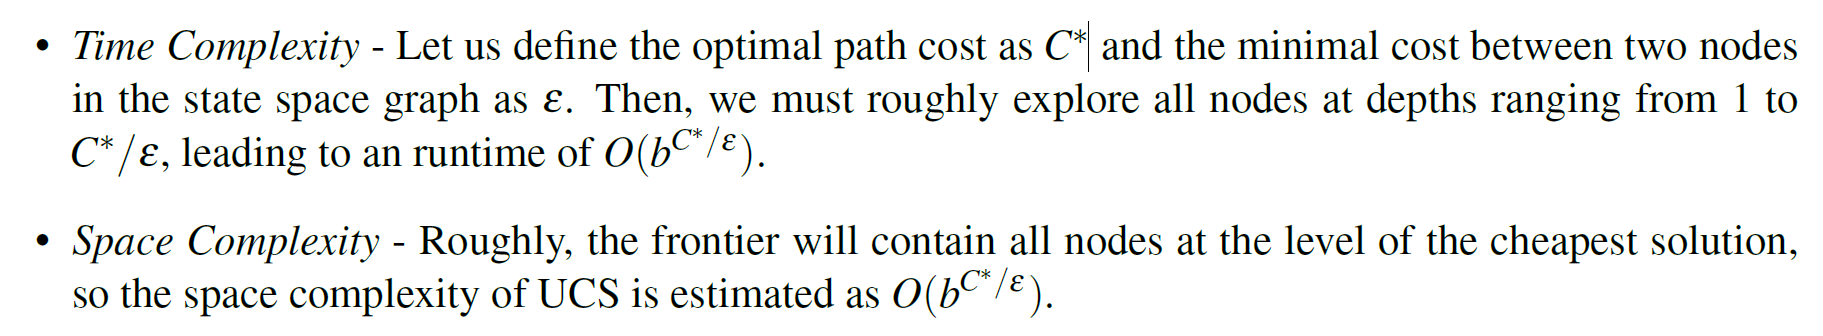 • Time Complexity - Let us define the optimal path cost as C* and the minimal cost between two nodes
in the state space graph as ε. Then, we must roughly explore all nodes at depths ranging from 1 to
C*/ε, leading to an runtime of O(b^{C*/ε}).
• Space Complexity - Roughly, the frontier will contain all nodes at the level of the cheapest solution,
so the space complexity of UCS is estimated as O(b^{C*/ε}).